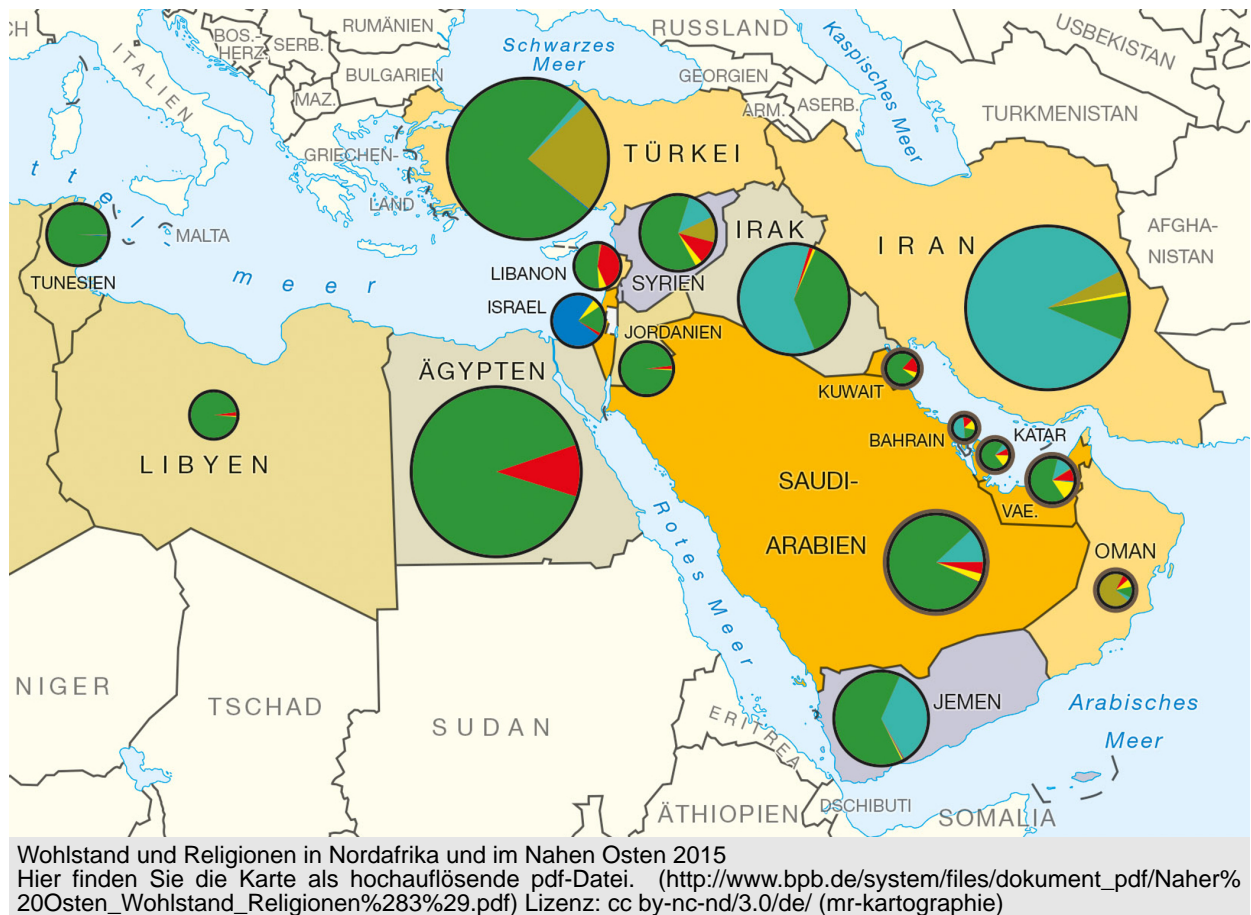 CH
BOS.-
HERZ.
SERB.
RUMÄNIEN
BULGARIEN
MAZ.
ITALIEN
GRIECHEN-
LAND
MALTA
Schwarzes
Meer
RUSSLAND
GEORGIEN
ARM.
ASERB.
Kaspisches Meer
USBEKISTAN
TURKMENISTAN
AFGHA-
NISTAN
TÜRKEI
t t e l
meer
TUNESIEN
LIBANON
SYRIEN
ISRAEL
JORDANIEN
IRAK
IRAN
ÄGYPTEN
LIBYEN
KUWAIT
BAHRAIN
KATAR
VAE.
SAUDI-
ARABIEN
OMAN
Rotes Meer
JEMEN
Arabisches
Meer
NIGER
TSCHAD
SUDAN
ERITREA
ÄTHIOPIEN
DSCHIBUTI
SOMALIA
Wohlstand und Religionen in Nordafrika und im Nahen Osten 2015
Hier finden Sie die Karte als hochauflösende pdf-Datei. (http://www.bpb.de/system/files/dokument_pdf/Naher%
20Osten_Wohlstand_Religionen%283%29.pdf) Lizenz: cc by-nc-nd/3.0/de/ (mr-kartographie)